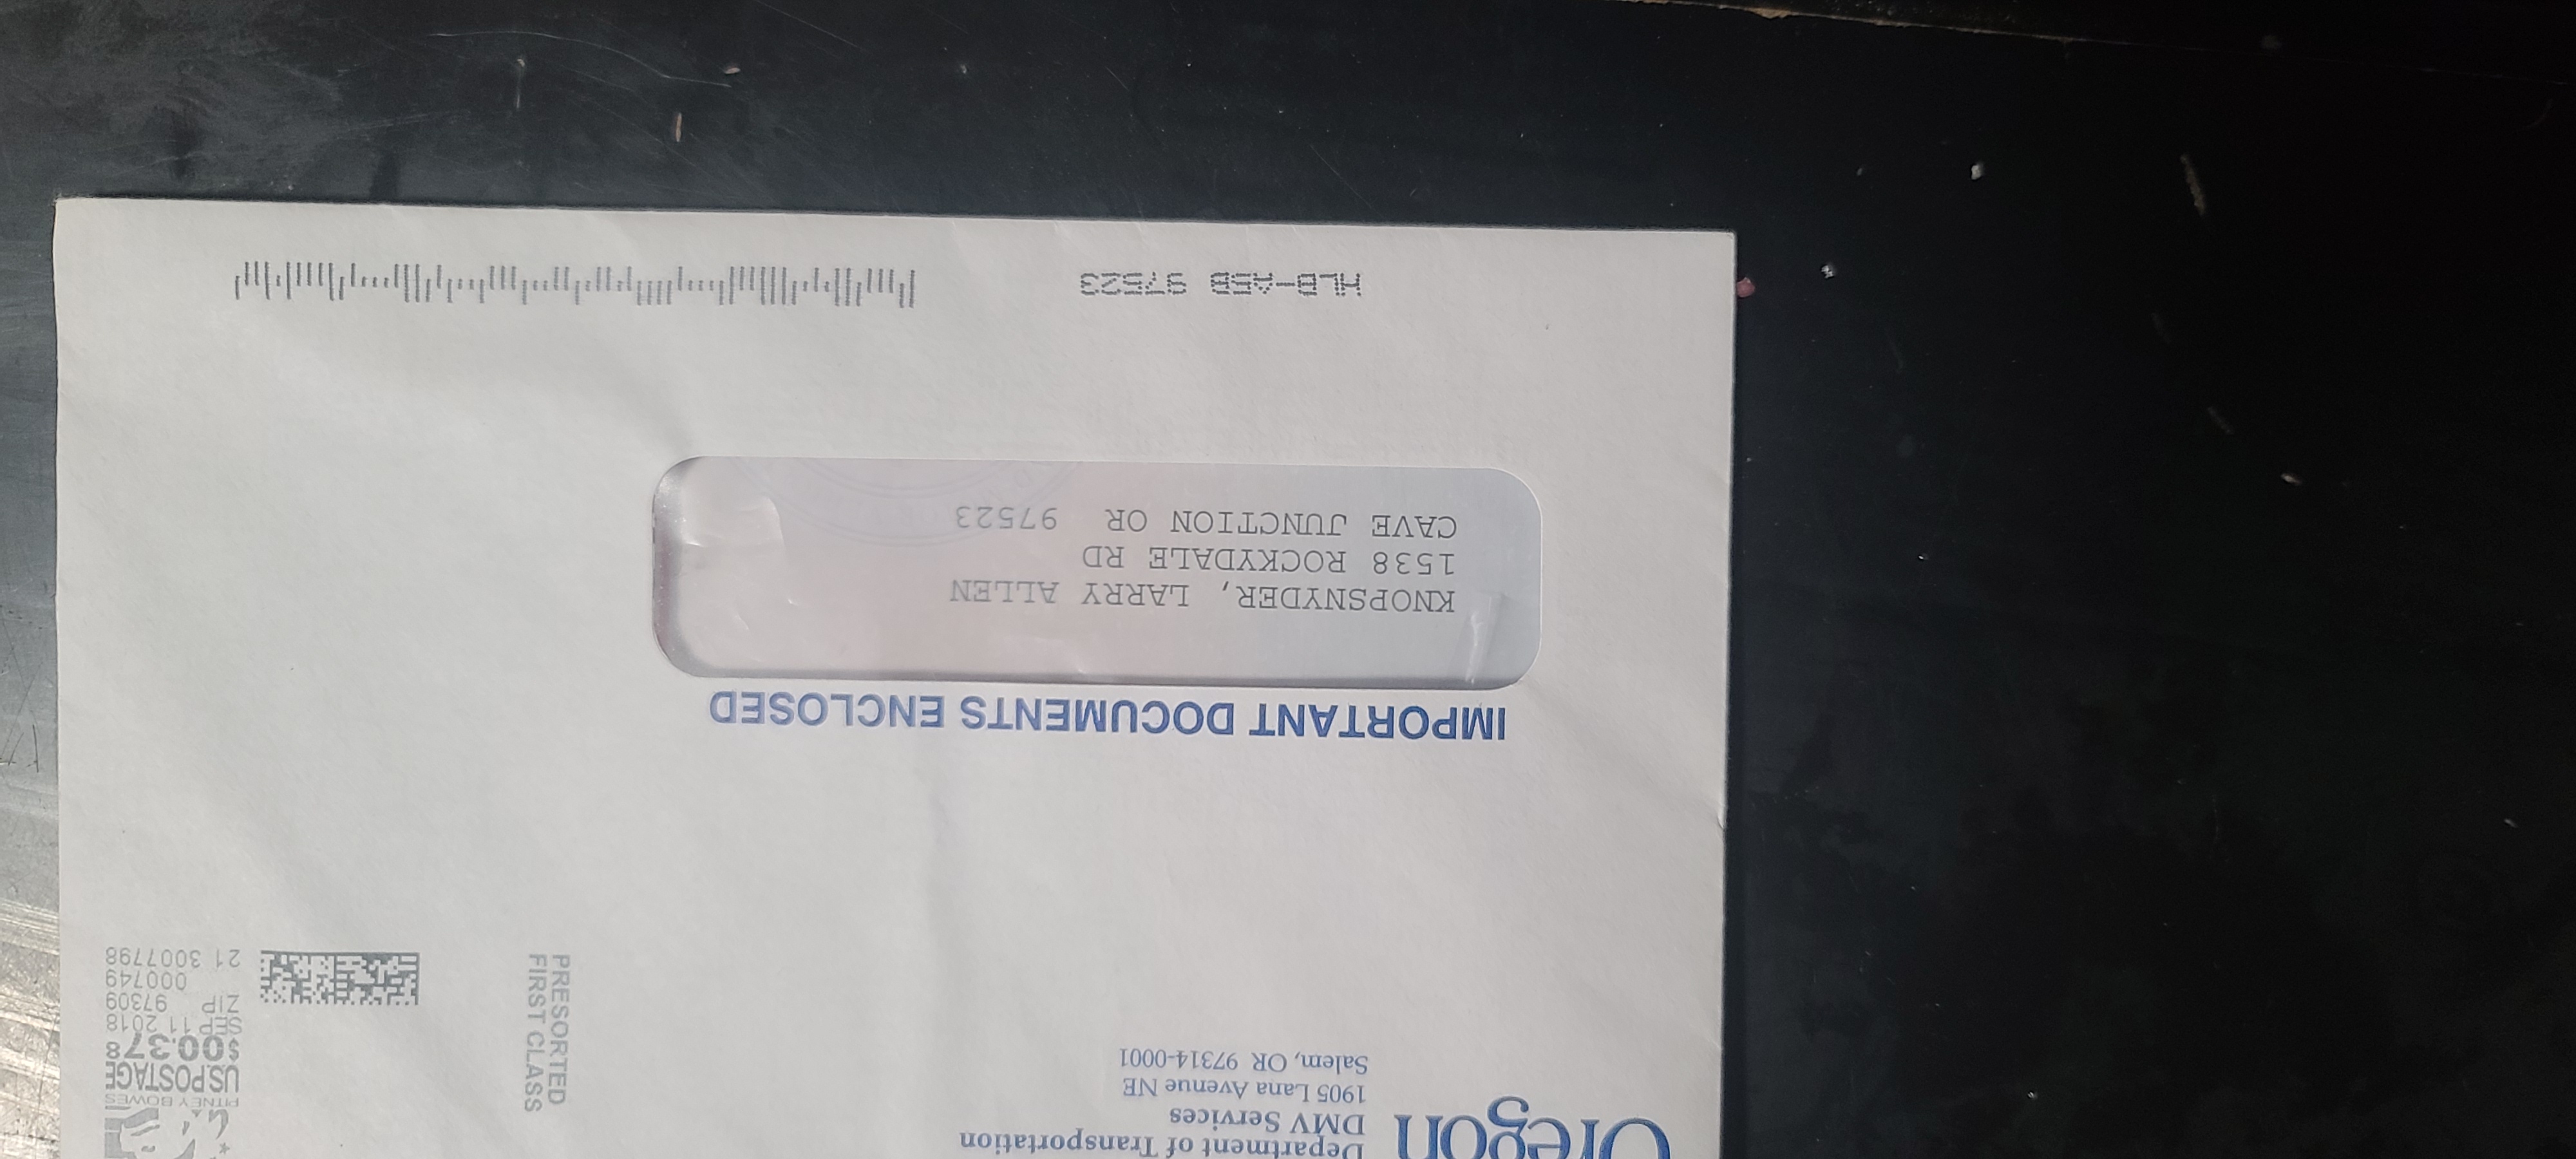 Oregon
Department of Transportation
DMV Services
1905 Lana Avenue NE
Salem, OR 97314-0001
PRESORTED
FIRST CLASS
PITNEY BOWES
US POSTAGE
$00.378
SEP 11 2018
ZIP 97309
000749
21 3007798
IMPORTANT DOCUMENTS ENCLOSED
KNOPSNYDER, LARRY ALLEN
1538 ROCKYDALE RD
CAVE JUNCTION OR 97523
HLB-A5B 97523